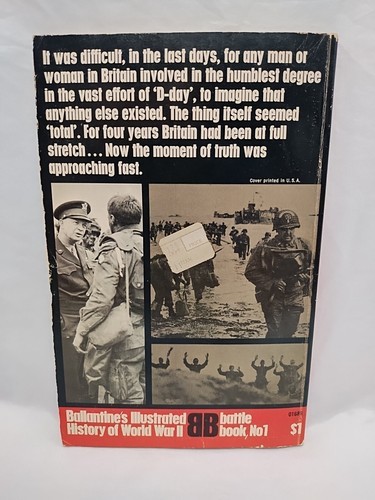 It was difficult, in the last days, for any man or
woman in Britain involved in the humblest degree
in the vast effort of 'D-day', to imagine that
anything else existed. The thing itself seemed
'total'. For four years Britain had been at full
stretch... Now the moment of truth was
approaching fast.
Cover printed in U.S.A.
Ballantine's Illustrated
History of World War II
BB
battle
book, No1
$1